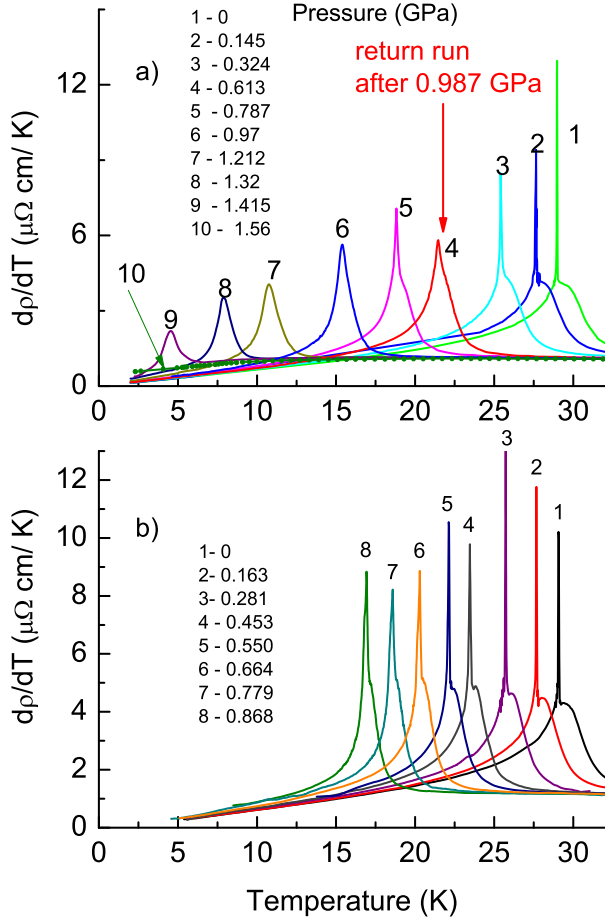 Pressure (GPa)
a)
1 - 0
2 - 0.145
3 - 0.324
4 - 0.613
5 - 0.787
6 - 0.97
7 - 1.212
8 - 1.32
9 - 1.415
10 - 1.56
return run
after 0.987 GPa
10
9
8
7
6
5
4
3
2
1
dρ/dT (μΩ cm/ K)
12
6
0
0 5 10 15 20 25 30
b)
1- 0
2- 0.163
3- 0.281
4 - 0.453
5 - 0.550
6 - 0.664
7 - 0.779
8 - 0.868
8
7
6
5
4
3
2
1
dρ/dT (μΩ cm/ K)
12
10
8
6
4
2
0
0 5 10 15 20 25 30
Temperature (K)